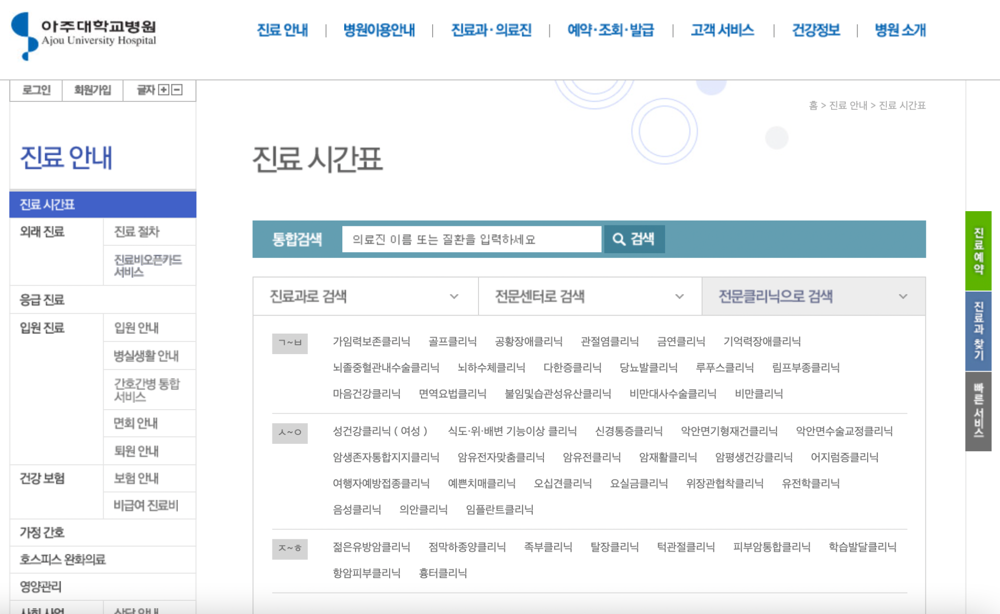 아주대학교병원
Ajou University Hospital
진료 안내 | 병원이용안내 | 진료과·의료진 | 예약·조회·발급 | 고객 서비스 | 건강정보 | 병원 소개
로그인 회원가입 글자 + -
홈 > 진료 안내 > 진료 시간표
진료 안내
진료 시간표
외래 진료
진료 절차
진료비오픈카드
서비스
응급 진료
입원 진료
입원 안내
병실생활 안내
간호간병 통합
서비스
면회 안내
퇴원 안내
건강 보험
보험 안내
비급여 진료비
가정 간호
호스피스 완화의료
영양관리
사회 사업
상담 안내
진료 시간표
통합검색 의료진 이름 또는 질환을 입력하세요 검색
진료과로 검색 전문센터로 검색 전문클리닉으로 검색
ㄱ~ㅂ 가임력보존클리닉 골프클리닉 공황장애클리닉 관절염클리닉 금연클리닉 기억력장애클리닉
뇌졸중혈관내수술클리닉 뇌하수체클리닉 다한증클리닉 당뇨발클리닉 루푸스클리닉 림프부종클리닉
마음건강클리닉 면역요법클리닉 불임및습관성유산클리닉 비만대사수술클리닉 비만클리닉
ㅅ~ㅇ 성건강클리닉 ( 여성 ) 식도·위·배변 기능이상 클리닉 신경통증클리닉 악안면기형재건클리닉 악안면수술교정클리닉
암생존자통합지지클리닉 암유전자맞춤클리닉 암유전클리닉 암재활클리닉 암평생건강클리닉 어지럼증클리닉
여행자예방접종클리닉 예쁜치매클리닉 오십견클리닉 요실금클리닉 위장관협착클리닉 유전학클리닉
음성클리닉 의안클리닉 임플란트클리닉
ㅈ~ㅎ 젊은유방암클리닉 점막하종양클리닉 족부클리닉 탈장클리닉 턱관절클리닉 피부암통합클리닉 학습발달클리닉
항암피부클리닉 흉터클리닉
진료예약
진료과 찾기
빠른 서비스